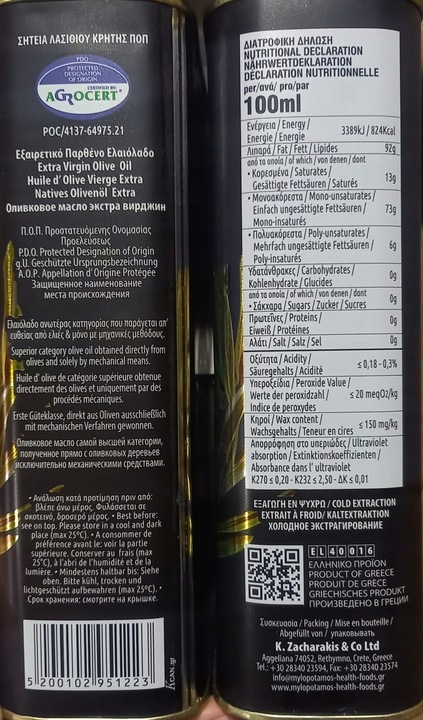 ΣΗΤΕΙΑ ΛΑΣΙΘΙΟΥ ΚΡΗΤΗΣ ΠΟΠ
PDO
PROTECTED
DESIGNATION
OF ORIGIN
CERTIFIED BY:
AGROCERT
POC/4137-64975.21
Εξαιρετικό Παρθένο Ελαιόλαδο
Extra Virgin Olive Oil
Huile d' Olive Vierge Extra
Natives Olivenöl Extra
Оливковое масло экстра вирджин
Π.Ο.Π. Προστατευόμενης Ονομασίας
Προελεύσεως
P.D.O. Protected Designation of Origin
g.U. Geschützte Ursprungsbezeichnung
A.O.P. Appellation d' Origine Protégée
Защищенное наименование
места происхождения
Ελαιόλαδο ανωτέρας κατηγορίας που παράγεται απ'
ευθείας από ελιές & μόνο με μηχανικές μεθόδους.
Superior category olive oil obtained directly from
olives and solely by mechanical means.
Huile d' olive de catégorie supérieure obtenue
directement des olives et uniquement par des
procédés mécaniques.
Erste Güteklasse, direkt aus Oliven ausschließlich
mit mechanischen Verfahren gewonnen.
Оливковое масло самой высшей категории,
полученное прямо с оливковых деревьев
исключительно механическими средствами.
• Ανάλωση κατά προτίμηση πριν από:
βλέπε άνω μέρος. Φυλάσσεται σε
σκοτεινό, δροσερό μέρος. • Best before:
see on top. Please store in a cool and dark
place (max 25°C). • A consommer de
préférence avant le: voir la partie
supérieure. Conserver au frais (max
25°C), à l'abri de l'humidité et de la
lumière. • Mindestens haltbar bis: Siehe
oben. Bitte kühl, trocken und
lichtgeschützt aufbewahren (max 25°C). •
Срок хранения: смотрите на крышке.
5 200102 951223
KCAN.gr
ΔΙΑΤΡΟΦΙΚΗ ΔΗΛΩΣΗ
NUTRITIONAL DECLARATION
NÄHRWERTDEKLARATION
DÉCLARATION NUTRITIONNELLE
per/ανά/ pro/par
100ml
Ενέργεια / Energy /
Energie / Énergie 3389kJ / 824Kcal
Λιπαρά / Fat / Fett / Lipides 92g
από τα οποία / of which / von denen / dont
• Κορεσμένα / Saturates /
Gesättigte Fettsäuren / Saturés 13g
• Μονοακόρεστα / Mono-unsaturates /
Einfach ungesättigte Fettsäuren /
Mono-insaturés 73g
• Πολυακόρεστα / Poly-unsaturates /
Mehrfach ungesättigte Fettsäuren /
Poly-insaturés 6g
Υδατάνθρακες / Carbohydrates /
Kohlenhydrate / Glucides 0g
από τα οποία / of which / von denen / dont
• Σάκχαρα / Sugars / Zucker / Sucres 0g
Πρωτεΐνες / Proteins /
Eiweiß / Protéines 0g
Αλάτι / Salt / Salz / Sel 0g
Οξύτητα / Acidity /
Säuregehalts / Acidité ≤ 0,18 - 0,3%
Υπεροξείδια / Peroxide Value /
Werte der peroxidzahl /
Indice de peroxydes ≤ 20 meqO₂/kg
Κηροί / Wax content /
Wachsgehalts / Teneur en cires ≤ 150 mg/kg
Απορρόφηση στο υπεριώδες / Ultraviolet
absorption / Extinktionskoeffizienten /
Absorbance dans l' ultraviolet
K270 ≤ 0,20 - K232 ≤ 2,50 - ΔK ≤ 0,01
ΕΞΑΓΩΓΗ ΕΝ ΨΥΧΡΩ / COLD EXTRACTION
EXTRAIT À FROID / KALTEXTRAKTION
ХОЛОДНОЕ ЭКСТРАГИРОВАНИЕ
EL 40 016
ΕΛΛΗΝΙΚΟ ΠΡΟΪΟΝ
PRODUCT OF GREECE
PRODUIT DE GRECE
GRIECHISCHES PRODUKT
ПРОИЗВЕДЕНО В ГРЕЦИИ
Συσκευασία / Packing / Mise en bouteille /
Abgefüllt von / упаковывать
K. Zacharakis & Co Ltd
Aggeliana 74052, Rethymno, Crete, Greece
Tel.: +30 28340 23594, Fax: +30 28340 23574
info@mylopotamos-health-foods.gr
www.mylopotamos-health-foods.gr